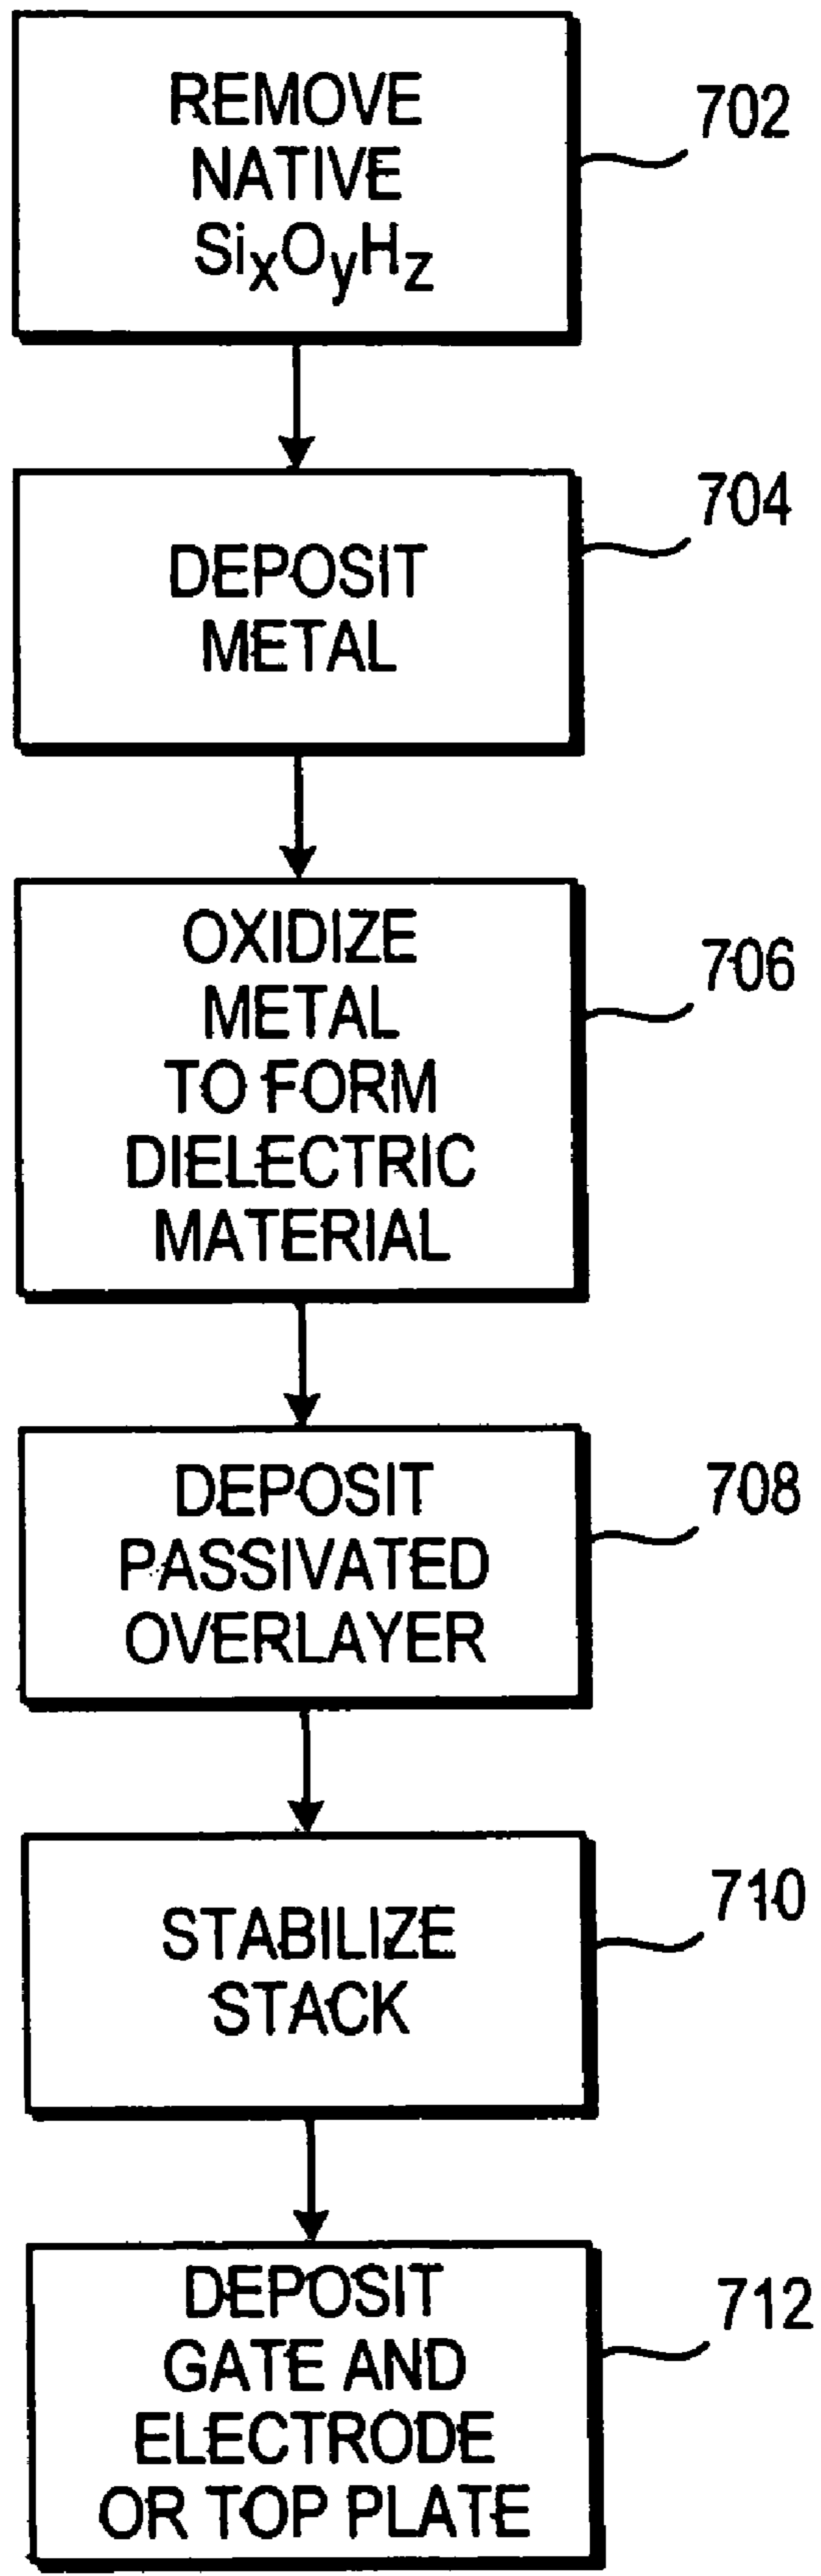 REMOVE
NATIVE
SiₓOᵧH_z
702
DEPOSIT
METAL
704
OXIDIZE
METAL
TO FORM
DIELECTRIC
MATERIAL
706
DEPOSIT
PASSIVATED
OVERLAYER
708
STABILIZE
STACK
710
DEPOSIT
GATE AND
ELECTRODE
OR TOP PLATE
712